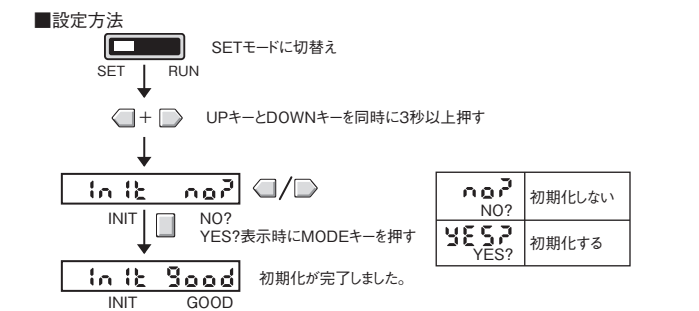 ■設定方法
SETモードに切替え
SET RUN
+ UPキーとDOWNキーを同時に3秒以上押す
InIt no? /
INIT NO?
YES?表示時にMODEキーを押す
InIt Good 初期化が完了しました。
INIT GOOD
no? 初期化しない
NO?
YES? 初期化する
YES?